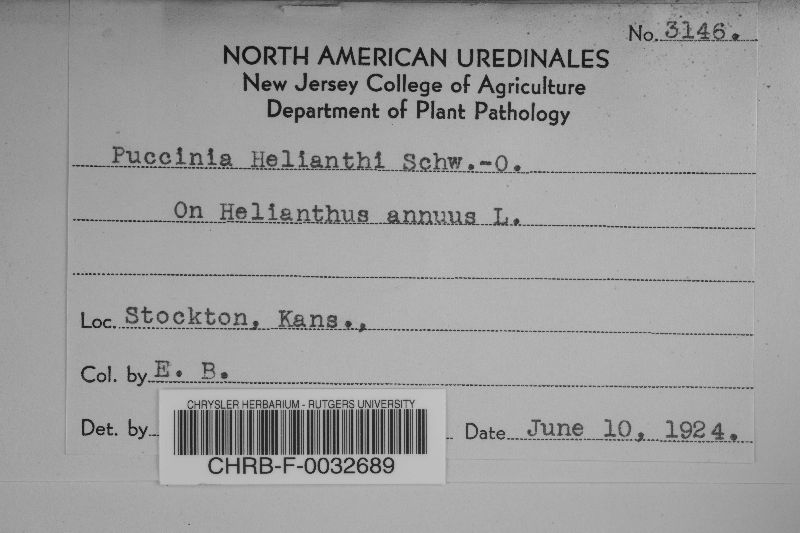 No. 3146.
NORTH AMERICAN UREDINALES
New Jersey College of Agriculture
Department of Plant Pathology
Puccinia Helianthi Schw.-O.
On Helianthus annuus L.
Loc. Stockton, Kans.,
Col. by E. B.
Det. by
Date June 10, 1924.
CHRYSLER HERBARIUM - RUTGERS UNIVERSITY
CHRB-F-0032689